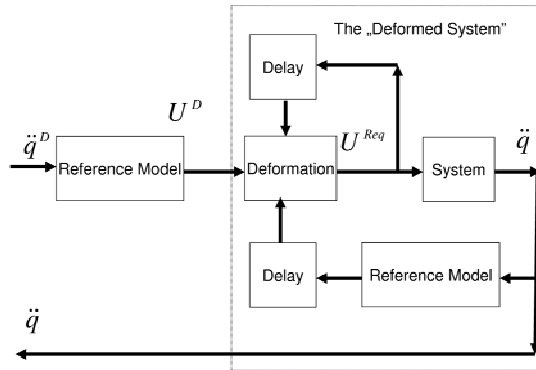 The „Deformed System”
Delay
U^D
U^Req
q̈^D
q̈
Reference Model
Deformation
System
Delay
Reference Model
q̈